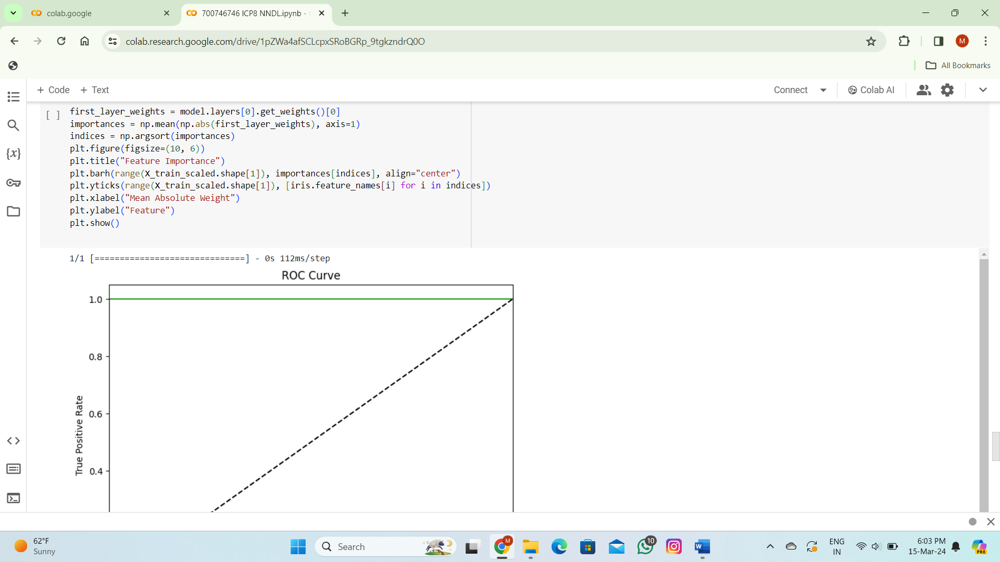 colab.google
700746746 ICP8 NNDL.ipynb -
colab.research.google.com/drive/1pZWa4afSCLcpxSRoBGRp_9tgkzndrQ0O
M
All Bookmarks
+ Code + Text
Connect
Colab AI
{x}
[ ]
first_layer_weights = model.layers[0].get_weights()[0]
importances = np.mean(np.abs(first_layer_weights), axis=1)
indices = np.argsort(importances)
plt.figure(figsize=(10, 6))
plt.title("Feature Importance")
plt.barh(range(X_train_scaled.shape[1]), importances[indices], align="center")
plt.yticks(range(X_train_scaled.shape[1]), [iris.feature_names[i] for i in indices])
plt.xlabel("Mean Absolute Weight")
plt.ylabel("Feature")
plt.show()
1/1 [==============================] - 0s 112ms/step
ROC Curve
1.0
0.8
0.6
0.4
True Positive Rate
62°F
Sunny
Search
M
10
W
ENG
IN
6:03 PM
15-Mar-24
PRE